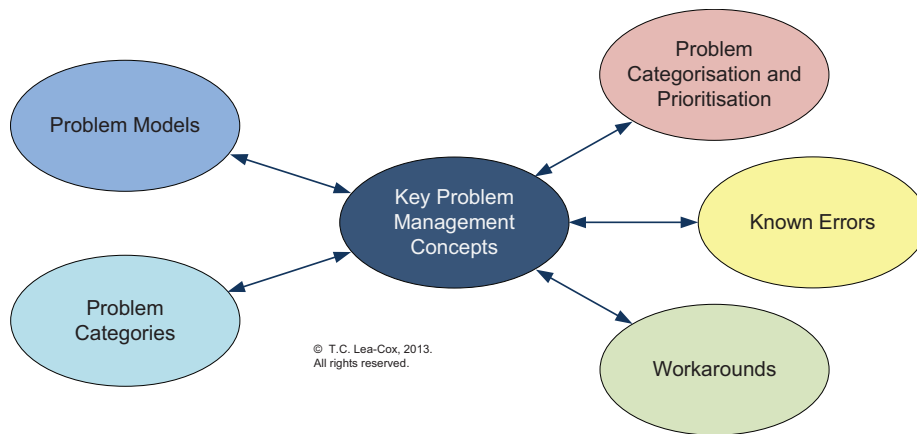 Problem
Categorisation and
Prioritisation
Problem Models
Key Problem
Management
Concepts
Known Errors
Problem
Categories
© T.C. Lea-Cox, 2013.
All rights reserved.
Workarounds